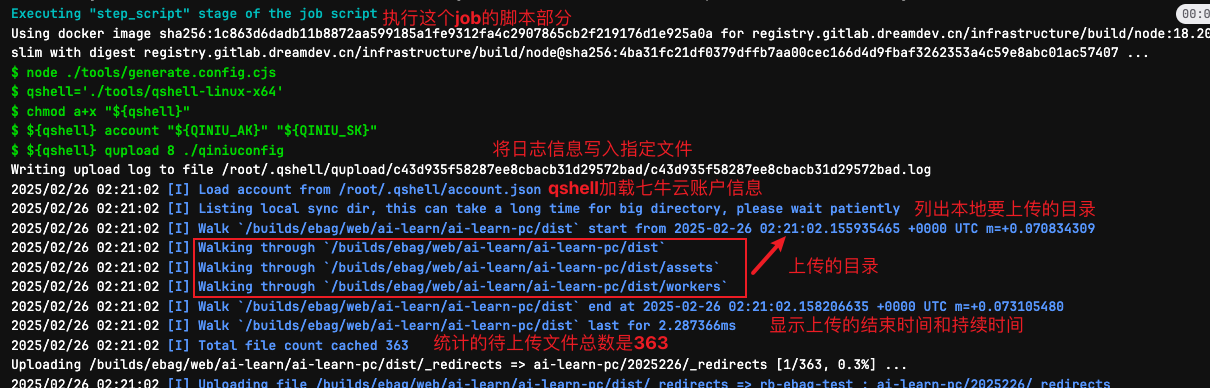 Executing "step_script" stage of the job script 执行这个job的脚本部分
00:0
Using docker image sha256:1c863d6dadb11b8872aa599185a1fe9312fa4c2907865cb2f219176d1e925a0a for registry.gitlab.dreamdev.cn/infrastructure/build/node:18.20
slim with digest registry.gitlab.dreamdev.cn/infrastructure/build/node@sha256:4ba31fc21df0379dffb7aa00cec166d4d9fbaf3262353a4c59e8abc01ac57407 ...
$ node ./tools/generate.config.cjs
$ qshell='./tools/qshell-linux-x64'
$ chmod a+x "${qshell}"
$ ${qshell} account "${QINIU_AK}" "${QINIU_SK}"
$ ${qshell} qupload 8 ./qiniuconfig
将日志信息写入指定文件
Writing upload log to file /root/.qshell/qupload/c43d935f58287ee8cbacb31d29572bad/c43d935f58287ee8cbacb31d29572bad.log
2025/02/26 02:21:02 [I] Load account from /root/.qshell/account.json qshell加载七牛云账户信息
2025/02/26 02:21:02 [I] Listing local sync dir, this can take a long time for big directory, please wait patiently 列出本地要上传的目录
2025/02/26 02:21:02 [I] Walk `/builds/ebag/web/ai-learn/ai-learn-pc/dist` start from 2025-02-26 02:21:02.155935465 +0000 UTC m=+0.070834309
2025/02/26 02:21:02 [I] Walking through `/builds/ebag/web/ai-learn/ai-learn-pc/dist`
2025/02/26 02:21:02 [I] Walking through `/builds/ebag/web/ai-learn/ai-learn-pc/dist/assets` 上传的目录
2025/02/26 02:21:02 [I] Walking through `/builds/ebag/web/ai-learn/ai-learn-pc/dist/workers`
2025/02/26 02:21:02 [I] Walk `/builds/ebag/web/ai-learn/ai-learn-pc/dist` end at 2025-02-26 02:21:02.158206635 +0000 UTC m=+0.073105480
2025/02/26 02:21:02 [I] Walk `/builds/ebag/web/ai-learn/ai-learn-pc/dist` last for 2.287366ms 显示上传的结束时间和持续时间
2025/02/26 02:21:02 [I] Total file count cached 363 统计的待上传文件总数是363
Uploading /builds/ebag/web/ai-learn/ai-learn-pc/dist/_redirects => ai-learn-pc/2025226/_redirects [1/363, 0.3%] ...
2025/02/26 02:21:02 [I] Uploading file /builds/ebag/web/ai-learn/ai-learn-pc/dist/_redirects => rb-ebag-test : ai-learn-pc/2025226/_redirects